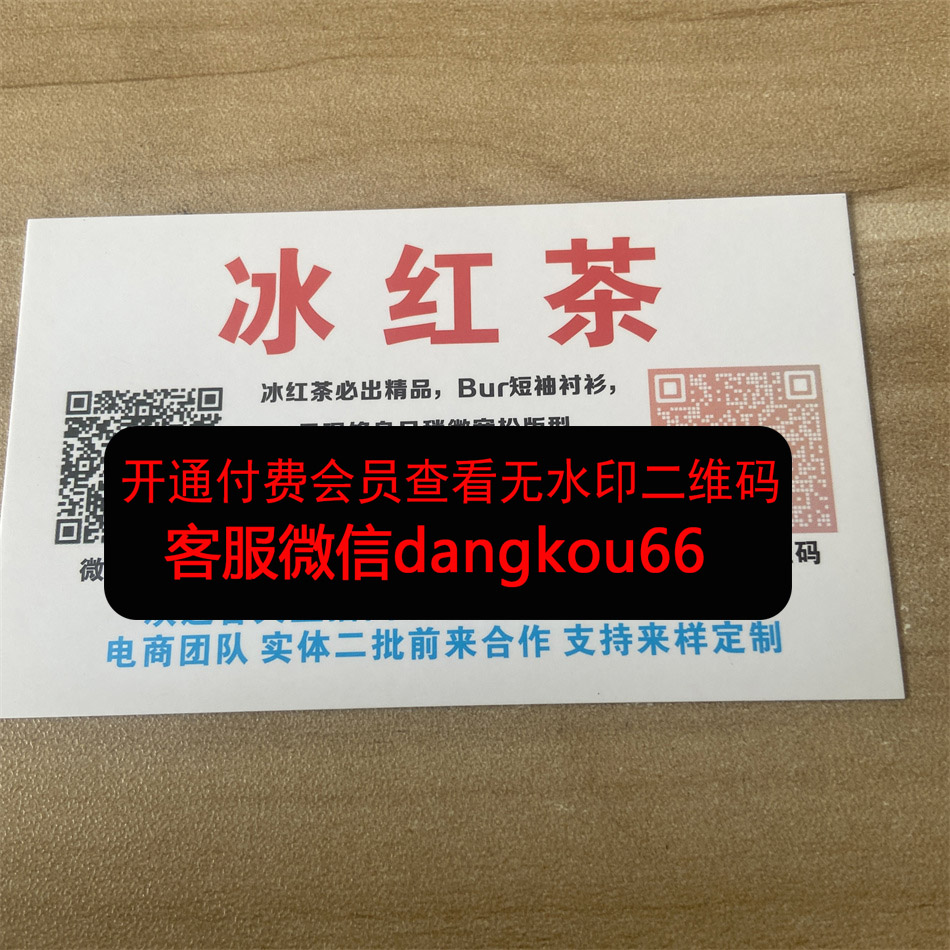 冰红茶
冰红茶必出精品，Bur短袖衬衫，
开通付费会员查看无水印二维码
客服微信dangkou66
微
码
电商团队 实体二批前来合作 支持来样定制